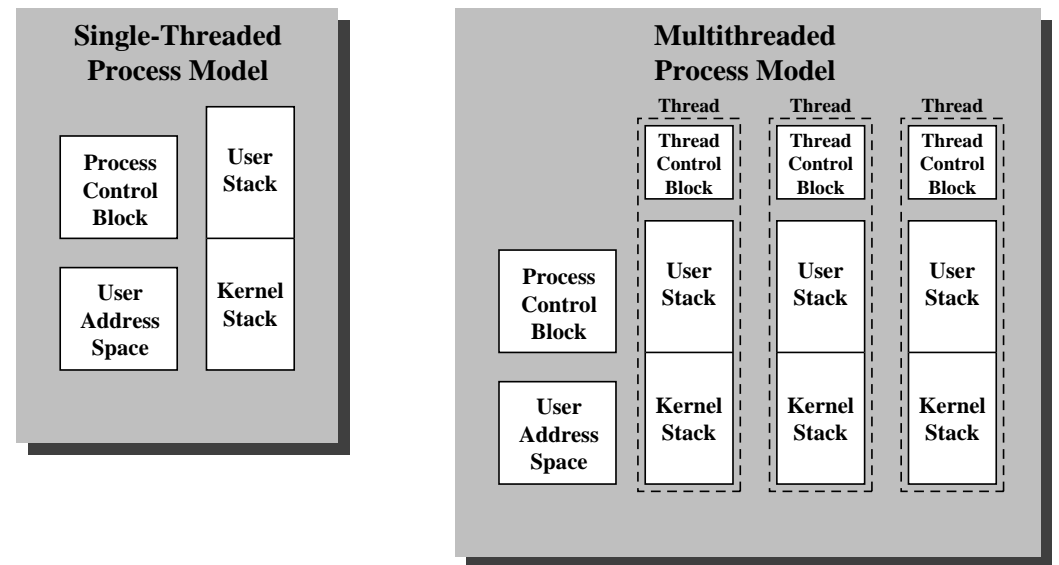 Single-Threaded
Process Model
Process
Control
Block
User
Stack
User
Address
Space
Kernel
Stack
Multithreaded
Process Model
Thread
Thread
Control
Block
User
Stack
Kernel
Stack
Thread
Thread
Control
Block
User
Stack
Kernel
Stack
Thread
Thread
Control
Block
User
Stack
Kernel
Stack
Process
Control
Block
User
Address
Space